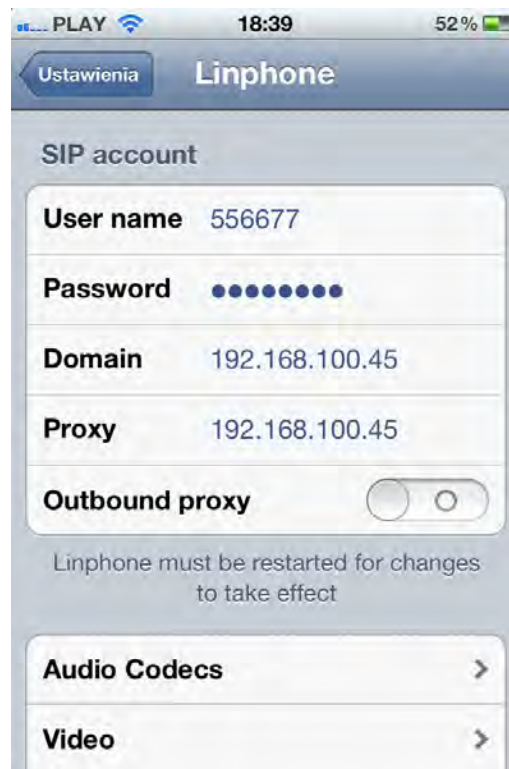 PLAY 18:39 52%
Ustawienia Linphone
SIP account
User name 556677
Password ●●●●●●●●
Domain 192.168.100.45
Proxy 192.168.100.45
Outbound proxy
Linphone must be restarted for changes
to take effect
Audio Codecs
Video